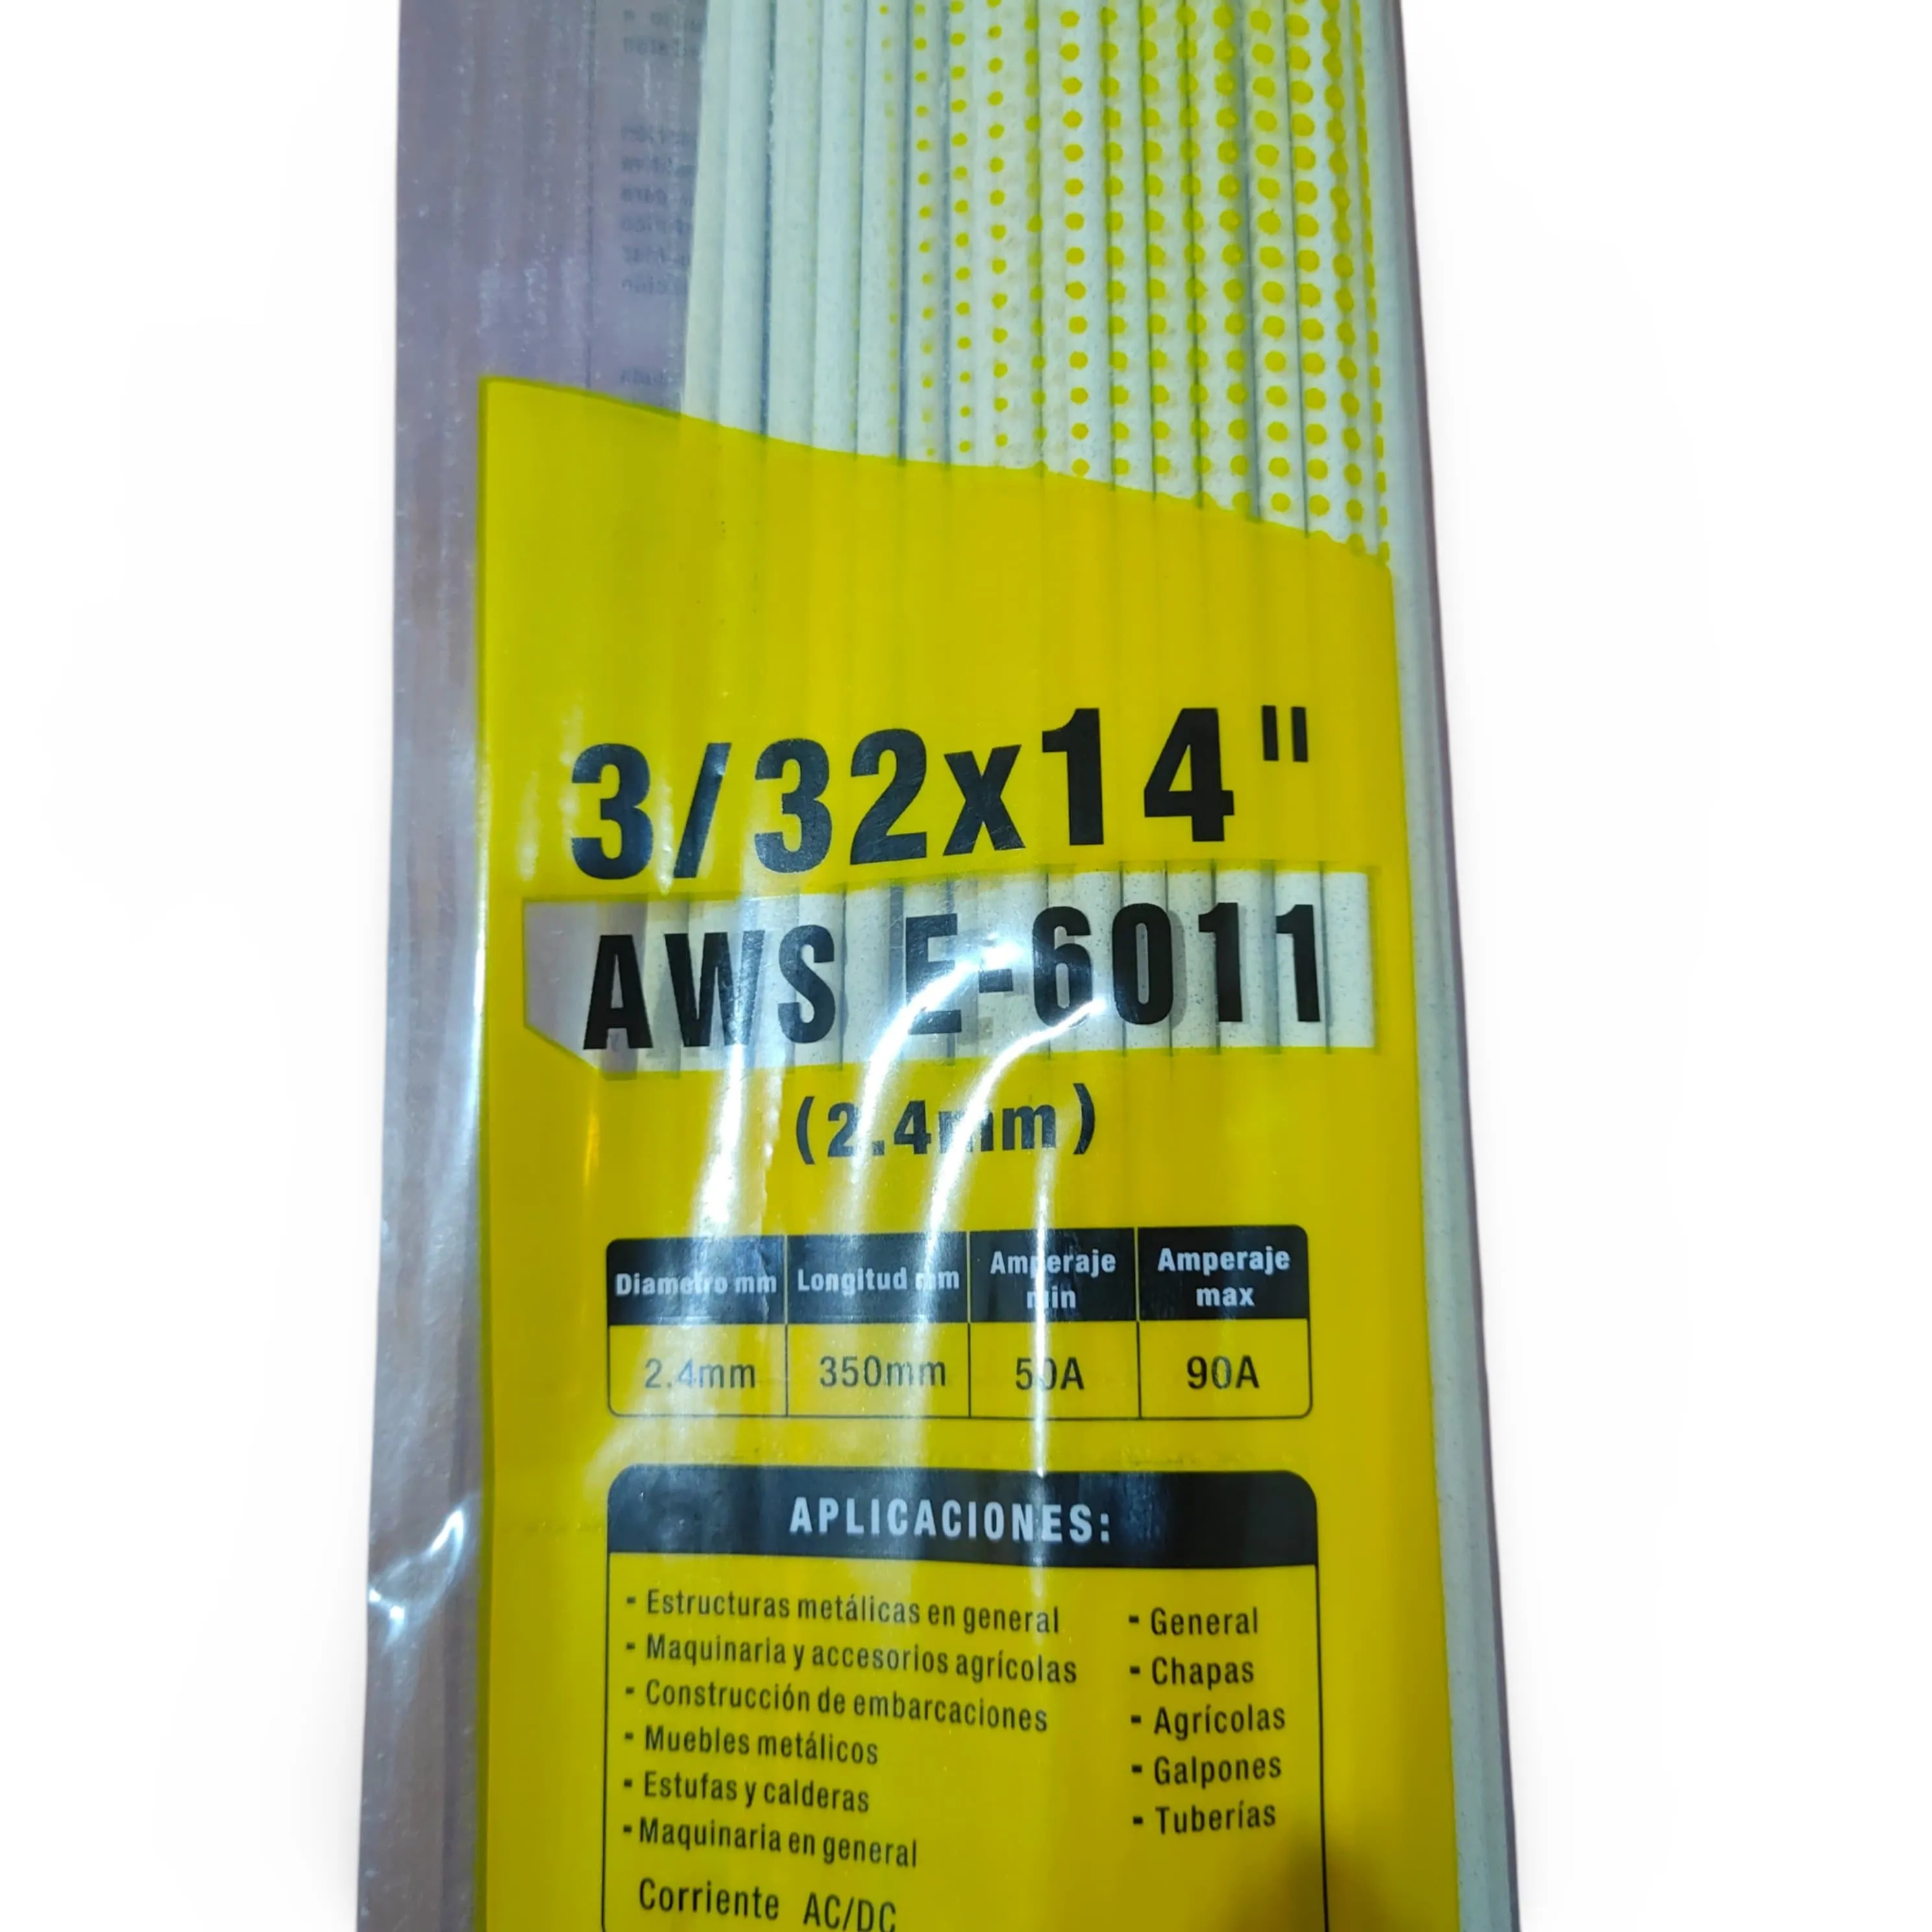 3/32x14"
AWS E-6011
(2.4mm)
Diametro mm Longitud mm Amperaje min Amperaje max
2.4mm 350mm 50A 90A
APLICACIONES:
- Estructuras metálicas en general
- Maquinaria y accesorios agrícolas
- Construcción de embarcaciones
- Muebles metálicos
- Estufas y calderas
- Maquinaria en general
- General
- Chapas
- Agrícolas
- Galpones
- Tuberías
Corriente AC/DC